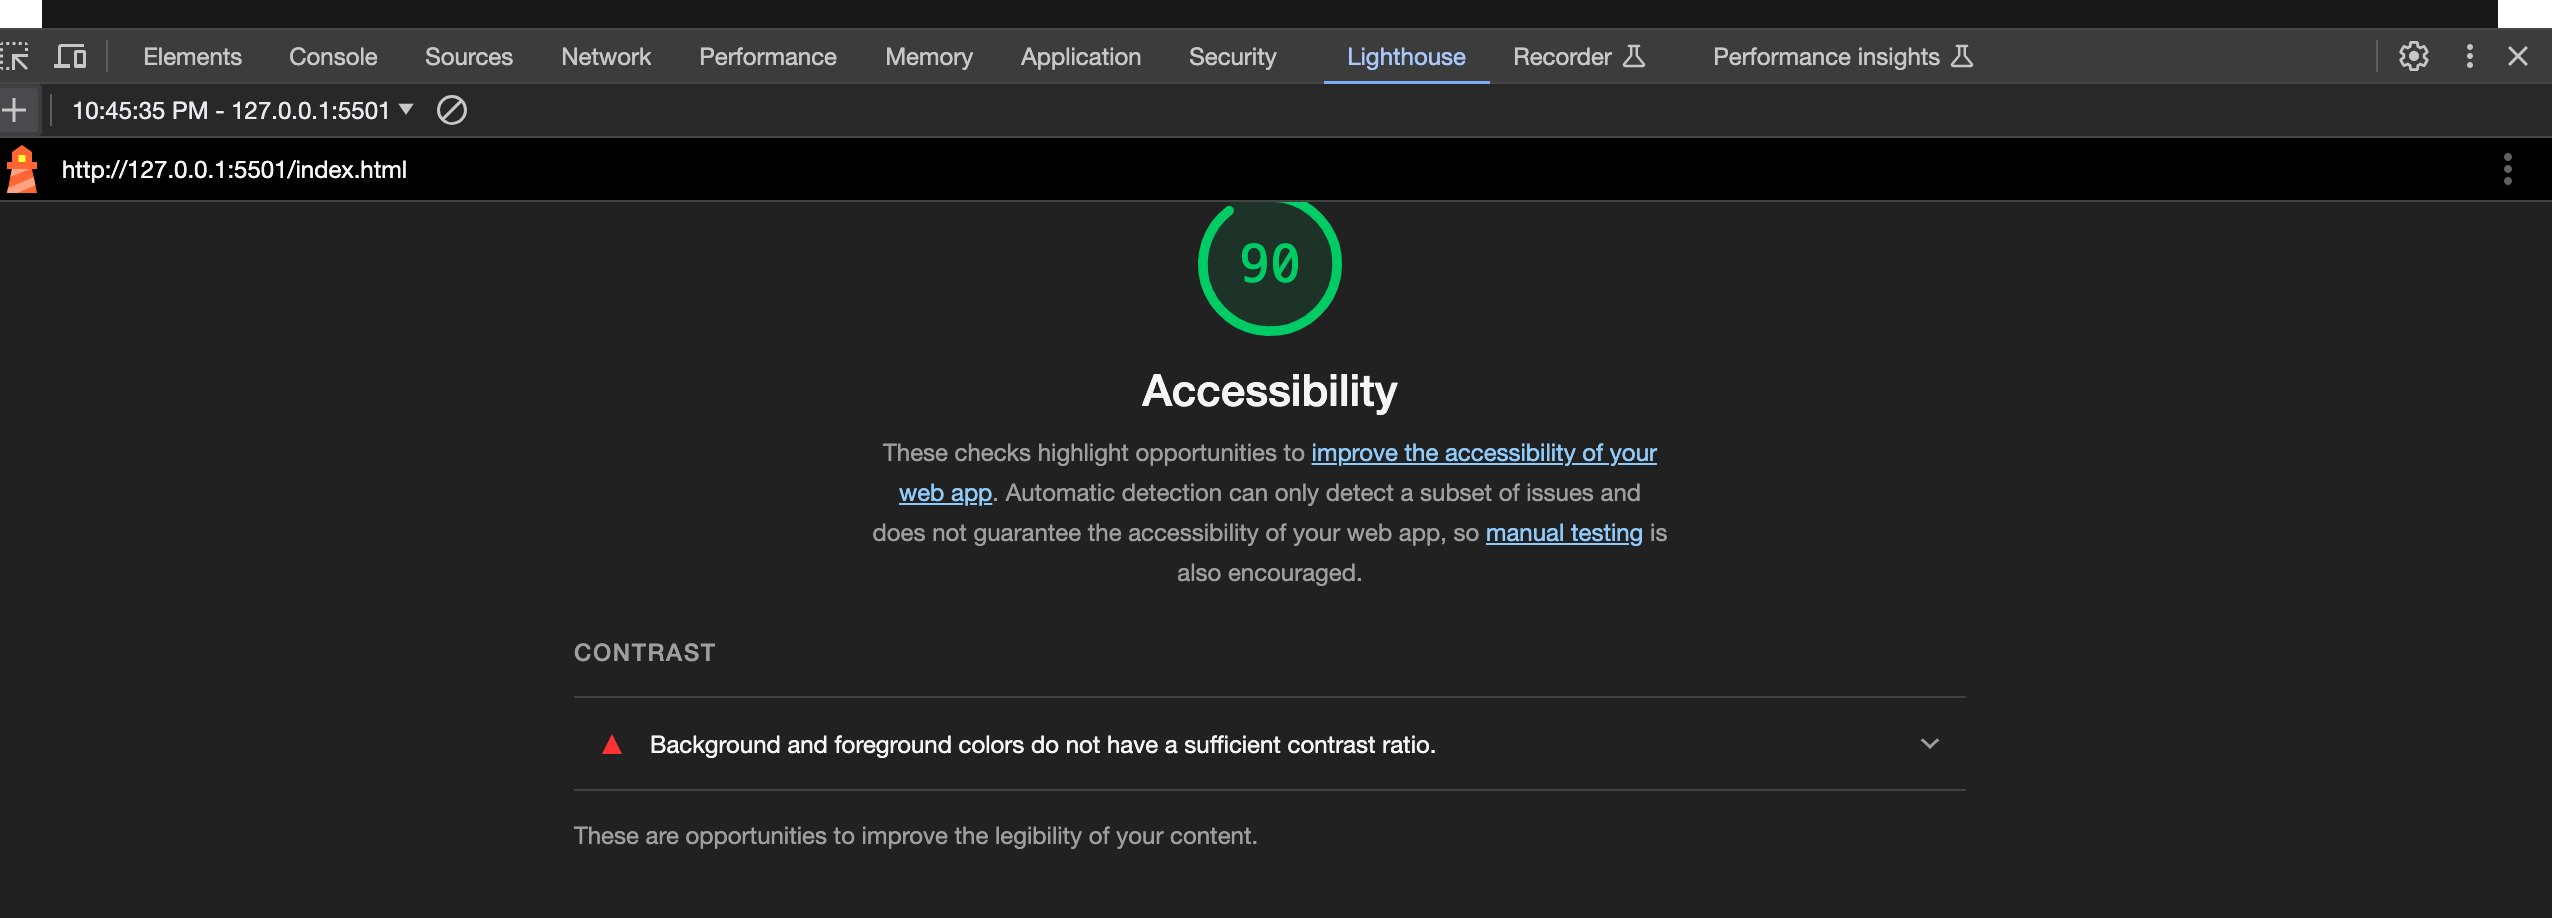 Elements Console Sources Network Performance Memory Application Security Lighthouse Recorder Performance insights
10:45:35 PM - 127.0.0.1:5501
http://127.0.0.1:5501/index.html
90
Accessibility
These checks highlight opportunities to improve the accessibility of your
web app. Automatic detection can only detect a subset of issues and
does not guarantee the accessibility of your web app, so manual testing is
also encouraged.
CONTRAST
Background and foreground colors do not have a sufficient contrast ratio.
These are opportunities to improve the legibility of your content.